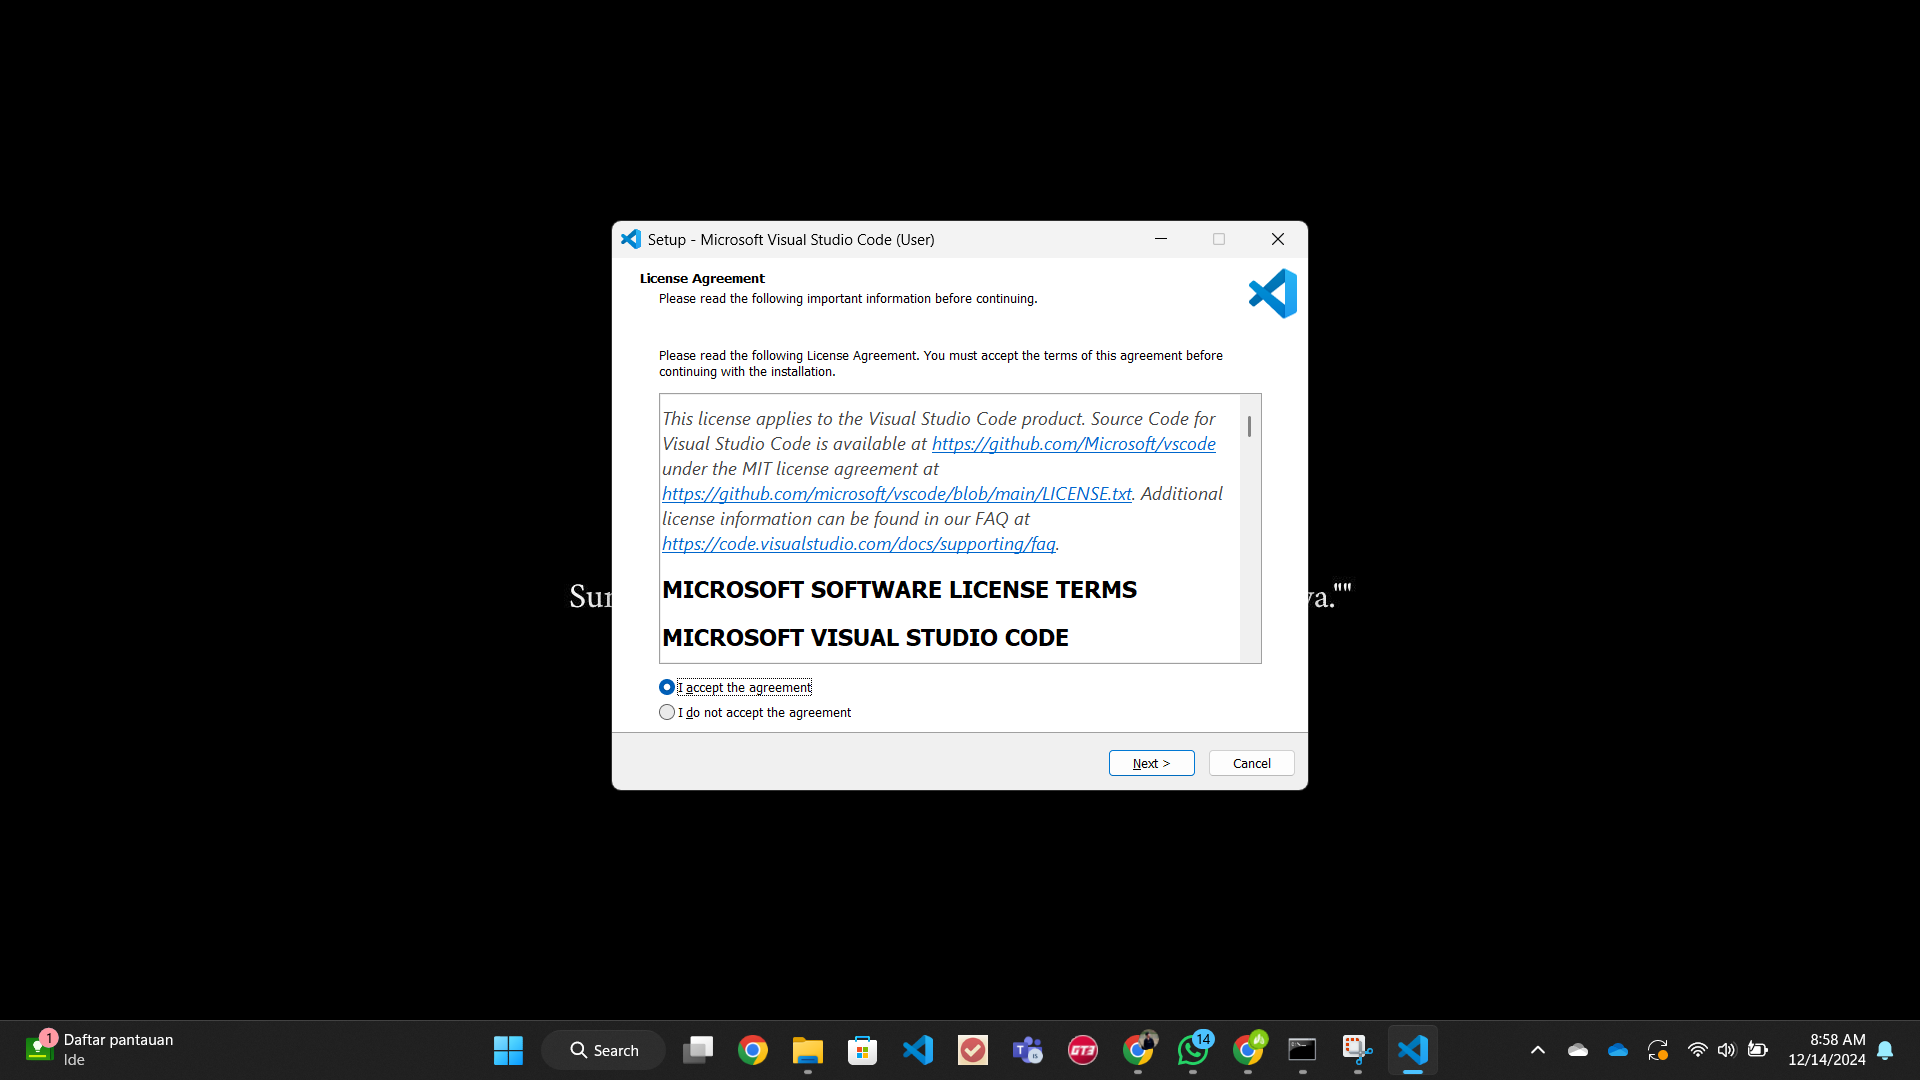 Setup - Microsoft Visual Studio Code (User)
License Agreement
Please read the following important information before continuing.
Please read the following License Agreement. You must accept the terms of this agreement before
continuing with the installation.
This license applies to the Visual Studio Code product. Source Code for
Visual Studio Code is available at https://github.com/Microsoft/vscode
under the MIT license agreement at
https://github.com/microsoft/vscode/blob/main/LICENSE.txt. Additional
license information can be found in our FAQ at
https://code.visualstudio.com/docs/supporting/faq.
MICROSOFT SOFTWARE LICENSE TERMS
MICROSOFT VISUAL STUDIO CODE
I accept the agreement
I do not accept the agreement
Next >
Cancel
1
Daftar pantauan
Ide
Search
GT3
14
8:58 AM
12/14/2024